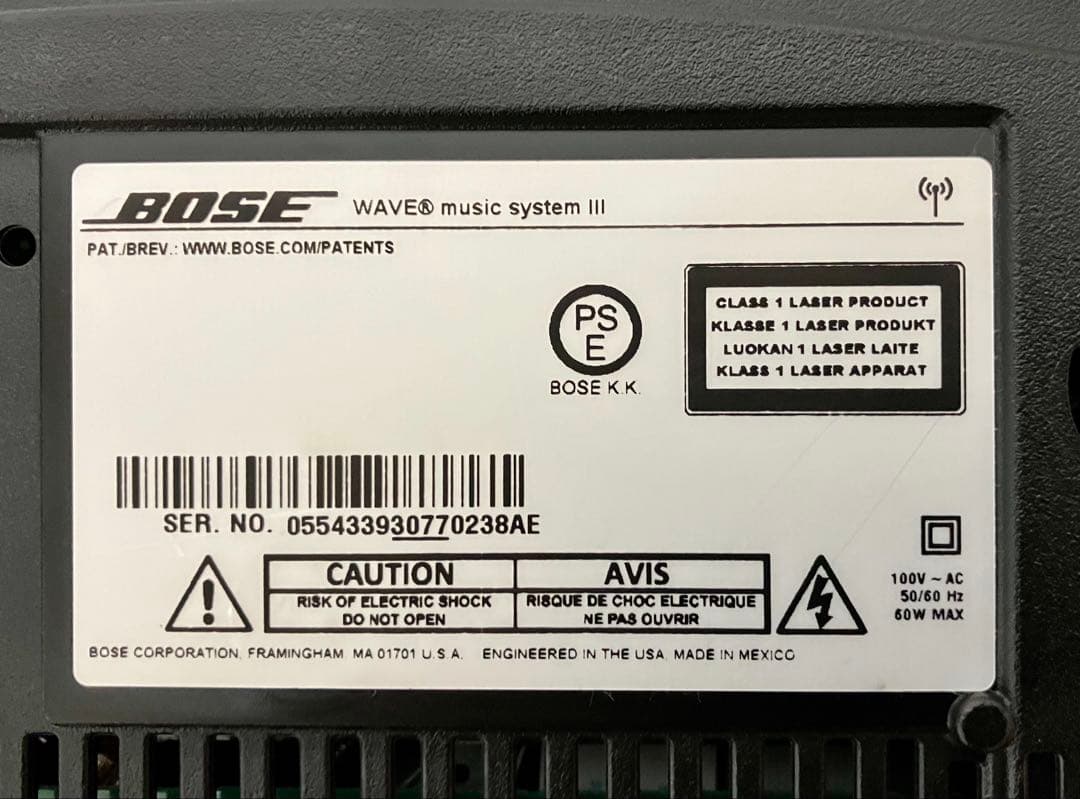 BOSE WAVE® music system III
PAT./BREV.: WWW.BOSE.COM/PATENTS
PS
E
BOSE K.K.
CLASS 1 LASER PRODUCT
KLASSE 1 LASER PRODUKT
LUOKAN 1 LASER LAITE
KLASS 1 LASER APPARAT
SER. NO. 055433930770238AE
CAUTION
RISK OF ELECTRIC SHOCK
DO NOT OPEN
AVIS
RISQUE DE CHOC ELECTRIQUE
NE PAS OUVRIR
100V ~ AC
50/60 Hz
60W MAX
BOSE CORPORATION, FRAMINGHAM, MA 01701 U.S.A. ENGINEERED IN THE USA, MADE IN MEXICO